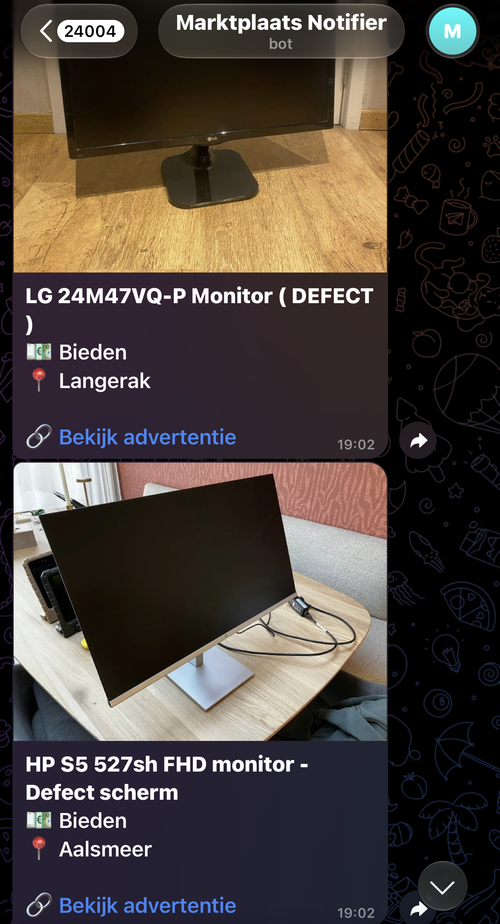 24004
Marktplaats Notifier
bot
M
LG
LG 24M47VQ-P Monitor ( DEFECT
)
💶 Bieden
📍 Langerak
🔗 Bekijk advertentie
19:02
HP S5 527sh FHD monitor -
Defect scherm
💶 Bieden
📍 Aalsmeer
🔗 Bekijk advertentie
19:02